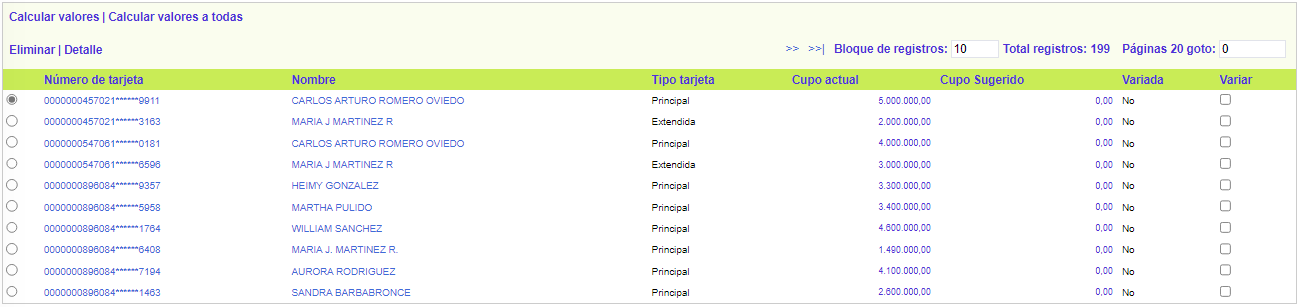 Calcular valores | Calcular valores a todas
Eliminar | Detalle >> >>| Bloque de registros: 10 Total registros: 199 Páginas 20 goto: 0
Número de tarjeta Nombre Tipo tarjeta Cupo actual Cupo Sugerido Variada Variar
0000000457021******9911 CARLOS ARTURO ROMERO OVIEDO Principal 5.000.000,00 0,00 No
0000000457021******3163 MARIA J MARTINEZ R Extendida 2.000.000,00 0,00 No
0000000547061******0181 CARLOS ARTURO ROMERO OVIEDO Principal 4.000.000,00 0,00 No
0000000547061******6596 MARIA J MARTINEZ R Extendida 3.000.000,00 0,00 No
0000000896084******9357 HEIMY GONZALEZ Principal 3.300.000,00 0,00 No
0000000896084******5958 MARTHA PULIDO Principal 3.400.000,00 0,00 No
0000000896084******1764 WILLIAM SANCHEZ Principal 4.600.000,00 0,00 No
0000000896084******6408 MARIA J. MARTINEZ R. Principal 1.490.000,00 0,00 No
0000000896084******7194 AURORA RODRIGUEZ Principal 4.100.000,00 0,00 No
0000000896084******1463 SANDRA BARBABRONCE Principal 2.600.000,00 0,00 No